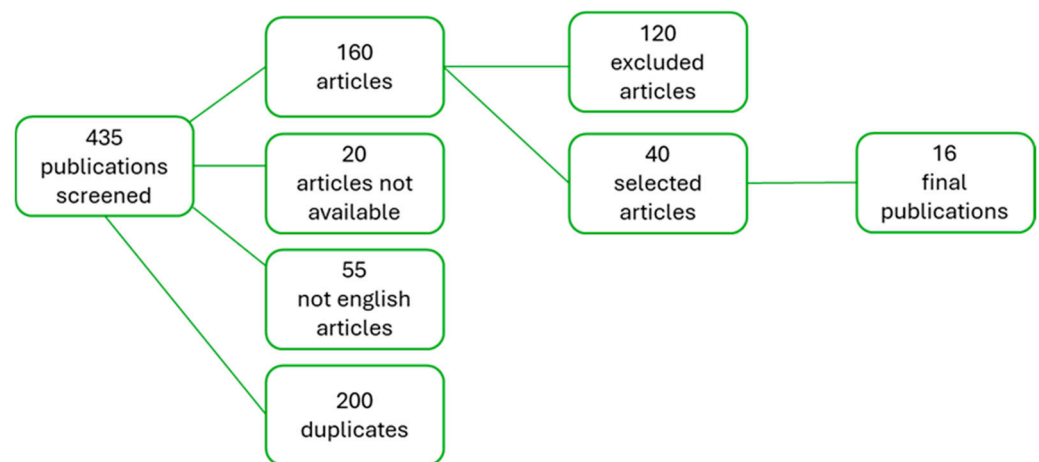 435
publications
screened
160
articles
20
articles not
available
55
not english
articles
200
duplicates
120
excluded
articles
40
selected
articles
16
final
publications